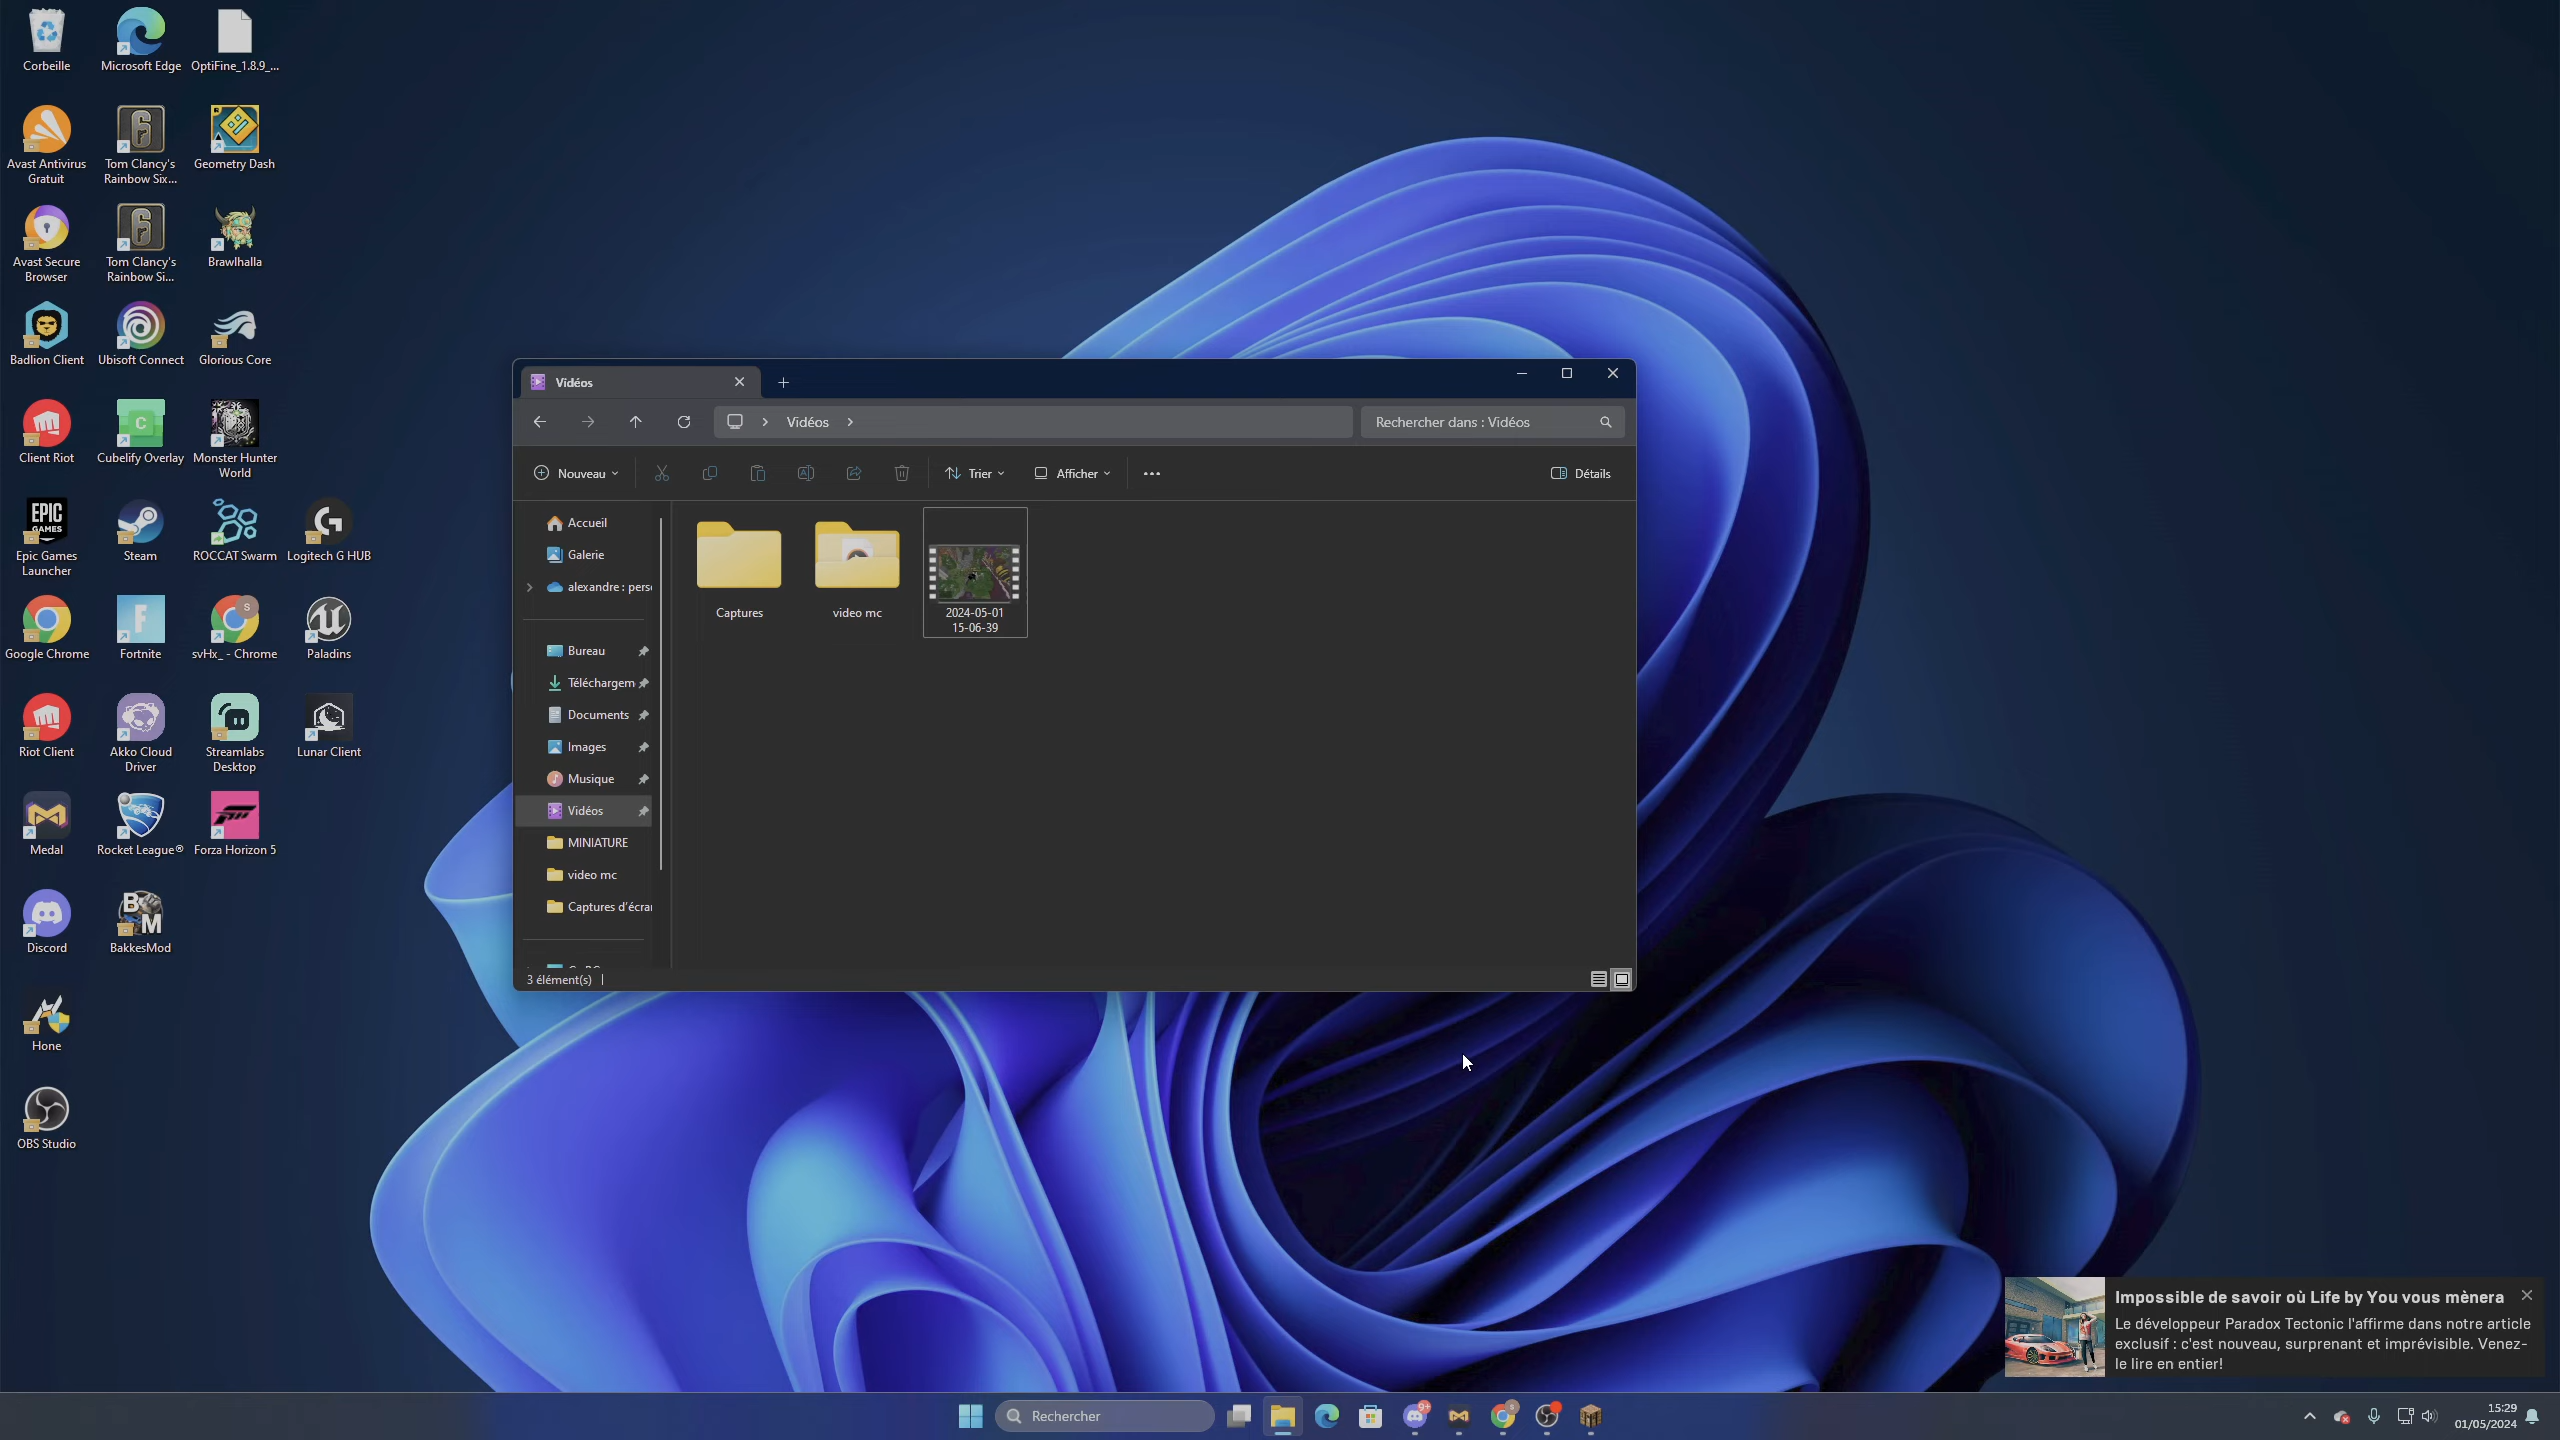 Corbeille
Microsoft Edge
OptiFine_1.8.9_...
Avast Antivirus
Gratuit
Tom Clancy's
Rainbow Six...
Geometry Dash
Avast Secure
Browser
Tom Clancy's
Rainbow Si...
Brawlhalla
Badlion Client
Ubisoft Connect
Glorious Core
Client Riot
Cubelify Overlay
Monster Hunter
World
EPIC
GAMES
Epic Games
Launcher
Steam
ROCCAT Swarm
Logitech G HUB
Google Chrome
Fortnite
svHx_ - Chrome
Paladins
Riot Client
Akko Cloud
Driver
Streamlabs
Desktop
Lunar Client
Medal
Rocket League®
Forza Horizon 5
Discord
BakkesMod
Hone
OBS Studio
Vidéos
Vidéos
Rechercher dans : Vidéos
Nouveau
Trier
Afficher
Détails
Accueil
Galerie
alexandre : pers
Bureau
Téléchargem
Documents
Images
Musique
Vidéos
MINIATURE
video mc
Captures d'écra
Captures
video mc
2024-05-01
15-06-39
3 élément(s)
Impossible de savoir où Life by You vous mènera
Le développeur Paradox Tectonic l'affirme dans notre article
exclusif : c'est nouveau, surprenant et imprévisible. Venez-
le lire en entier!
Rechercher
9+
15:29
01/05/2024